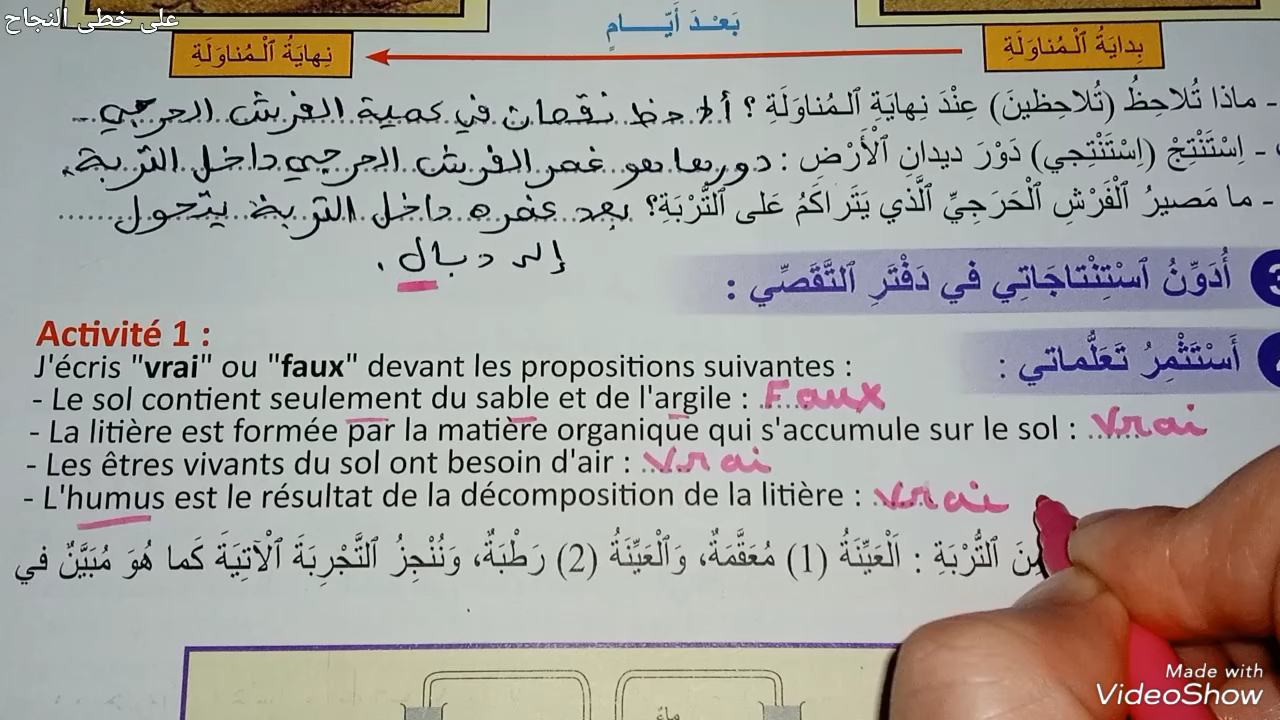 على خطى النجاح
بَعْدَ أَيّامٍ
بِدايَةُ ٱلْمُناوَلَةِ
نِهايَةُ ٱلْمُناوَلَةِ
- ماذا تُلاحِظُ (تُلاحِظينَ) عِنْدَ نِهايَةِ ٱلْمُناوَلَةِ ؟ ألاحظ نقصان في كمية الفرش الحرجي
- اِسْتَنْتِجْ (اِسْتَنْتِجي) دَوْرَ ديدانِ ٱلْأَرْضِ : دورها هو غمر الفرش الحرجي داخل التربة.
- ما مَصيرُ ٱلْفَرْشِ ٱلْحَرَجِيِّ ٱلَّذي يَتَراكَمُ عَلى ٱلتُّرْبَةِ؟ بعد غمره داخل التربة يتحول
إلى دبال .
3 أُدَوِّنُ ٱسْتِنْتاجَاتِي في دَفْتَرِ ٱلتَّقَصِّي :
أَسْتَثْمِرُ تَعَلُّماتي :
Activité 1 :
J'écris "vrai" ou "faux" devant les propositions suivantes :
- Le sol contient seulement du sable et de l'argile : Faux
- La litière est formée par la matière organique qui s'accumule sur le sol : vrai
- Les êtres vivants du sol ont besoin d'air : vrai
- L'humus est le résultat de la décomposition de la litière : vrai
ٱلتُّرْبَةِ : اَلْعَيِّنَةُ (1) مُعَقَّمَةٌ، وَٱلْعَيِّنَةُ (2) رَطْبَةٌ، وَنُنْجِزُ ٱلتَّجْرِبَةَ ٱلْآتِيَةَ كَما هُوَ مُبَيَّنٌ في
ماءٌ
Made with
VideoShow